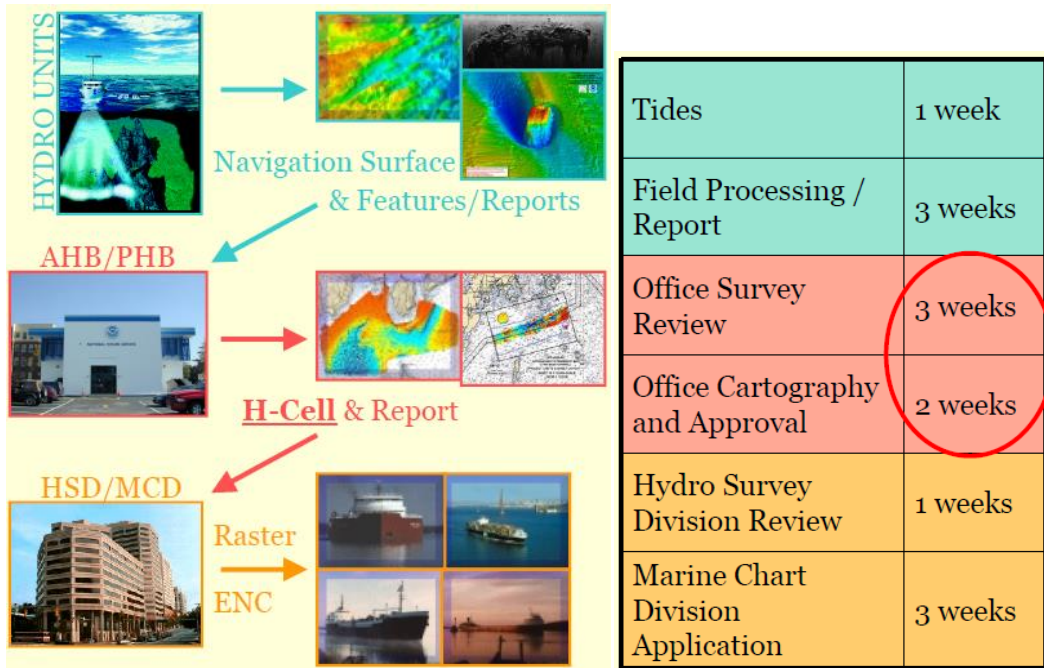 HYDRO UNITS
Navigation Surface
& Features/Reports
AHB/PHB
H-Cell & Report
HSD/MCD
Raster
ENC
Tides
1 week
Field Processing /
Report
3 weeks
Office Survey
Review
3 weeks
Office Cartography
and Approval
2 weeks
Hydro Survey
Division Review
1 weeks
Marine Chart
Division
Application
3 weeks